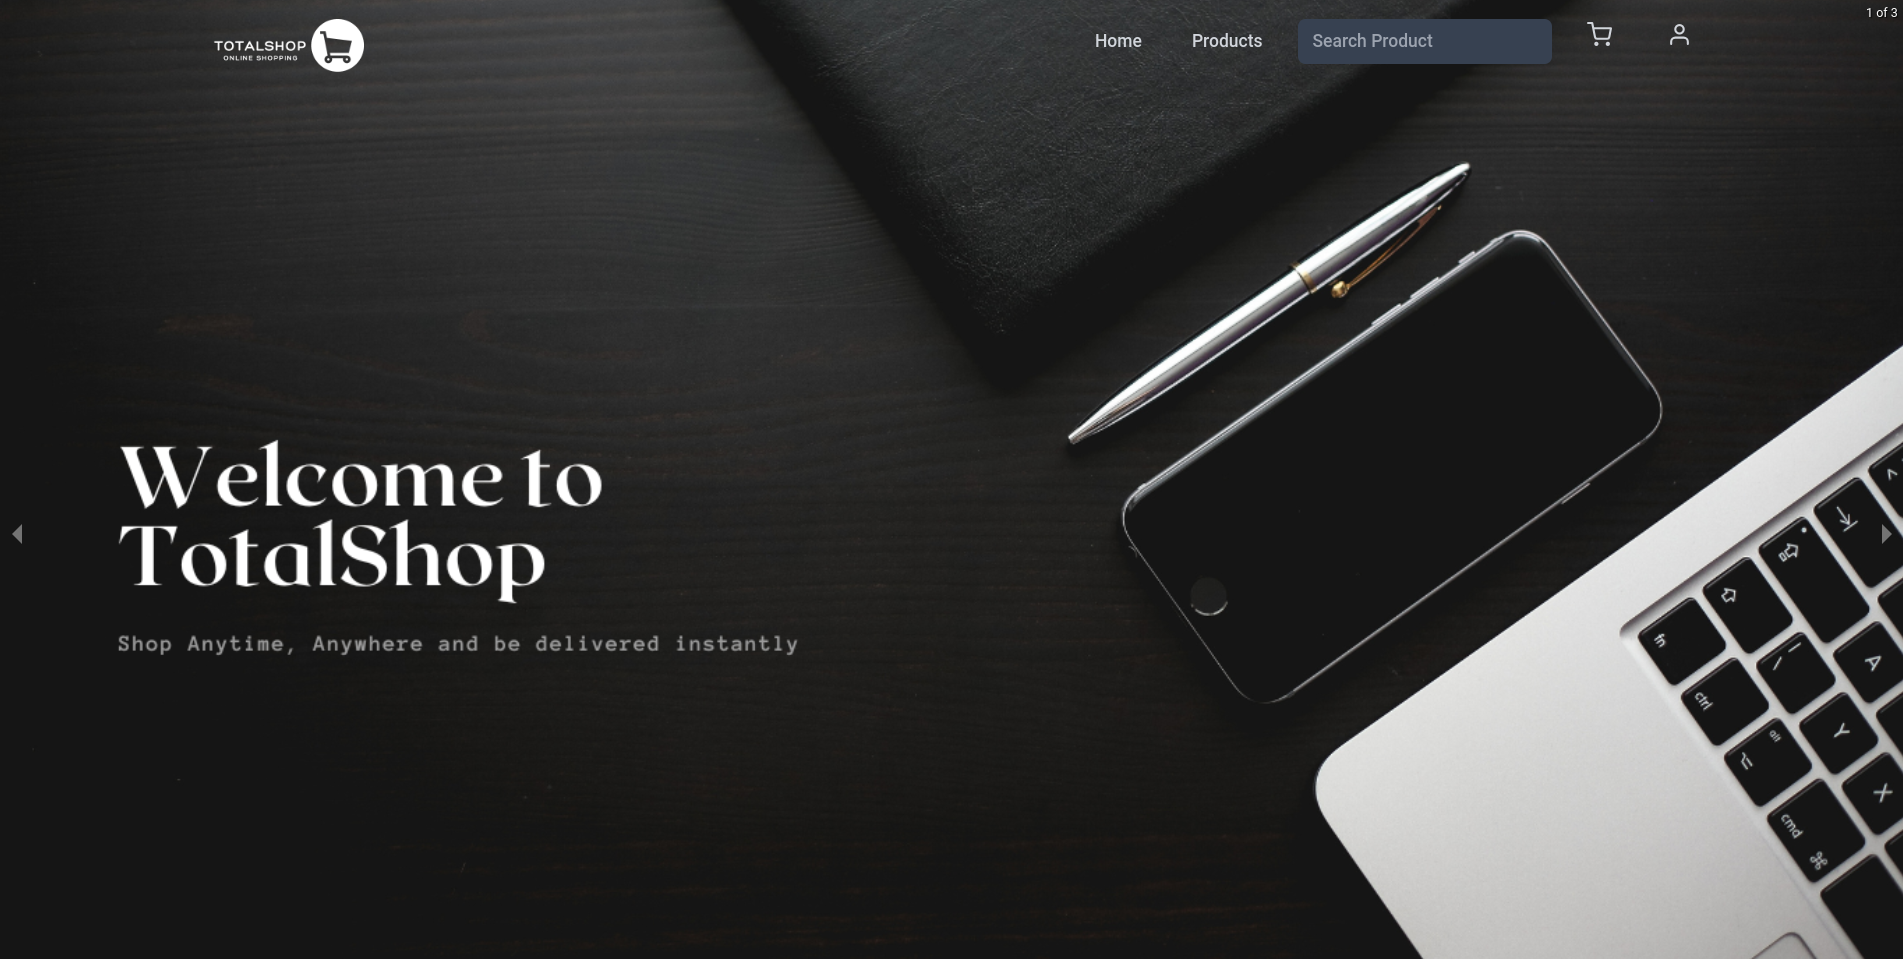 TOTALSHOP
ONLINE SHOPPING
Home
Products
Search Product
1 of 3
Welcome to
TotalShop
Shop Anytime, Anywhere and be delivered instantly
fn
A
ctrl
Y
alt
X
cmd
⌘